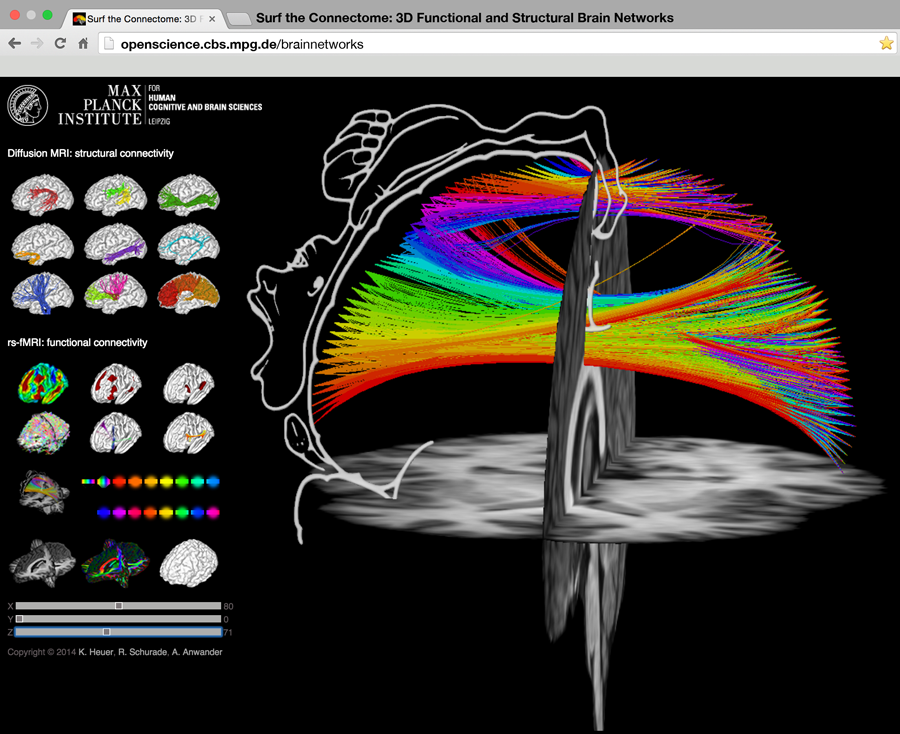 Surf the Connectome: 3D F
Surf the Connectome: 3D Functional and Structural Brain Networks
openscience.cbs.mpg.de/brainnetworks
MAX
PLANCK
INSTITUTE
FOR
HUMAN
COGNITIVE AND BRAIN SCIENCES
LEIPZIG
Diffusion MRI: structural connectivity
rs-fMRI: functional connectivity
X 80
Y 0
Z 71
Copyright © 2014 K. Heuer, R. Schurade, A. Anwander